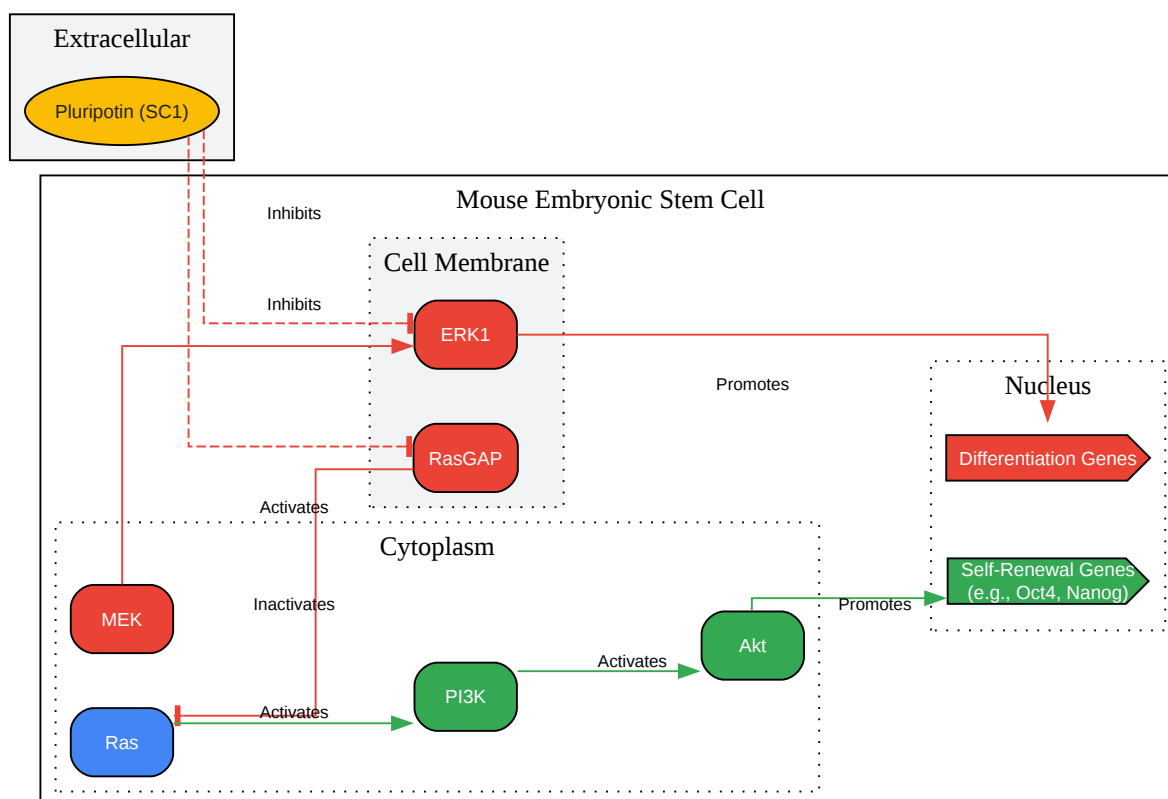 Extracellular
Pluripotin (SC1)
Mouse Embryonic Stem Cell
Inhibits
Cell Membrane
Inhibits
ERK1
Promotes
Nucleus
RasGAP
Differentiation Genes
Activates
Cytoplasm
Self-Renewal Genes
(e.g., Oct4, Nanog)
MEK
Inactivates
Promotes
Akt
Activates
PI3K
Activates
Ras